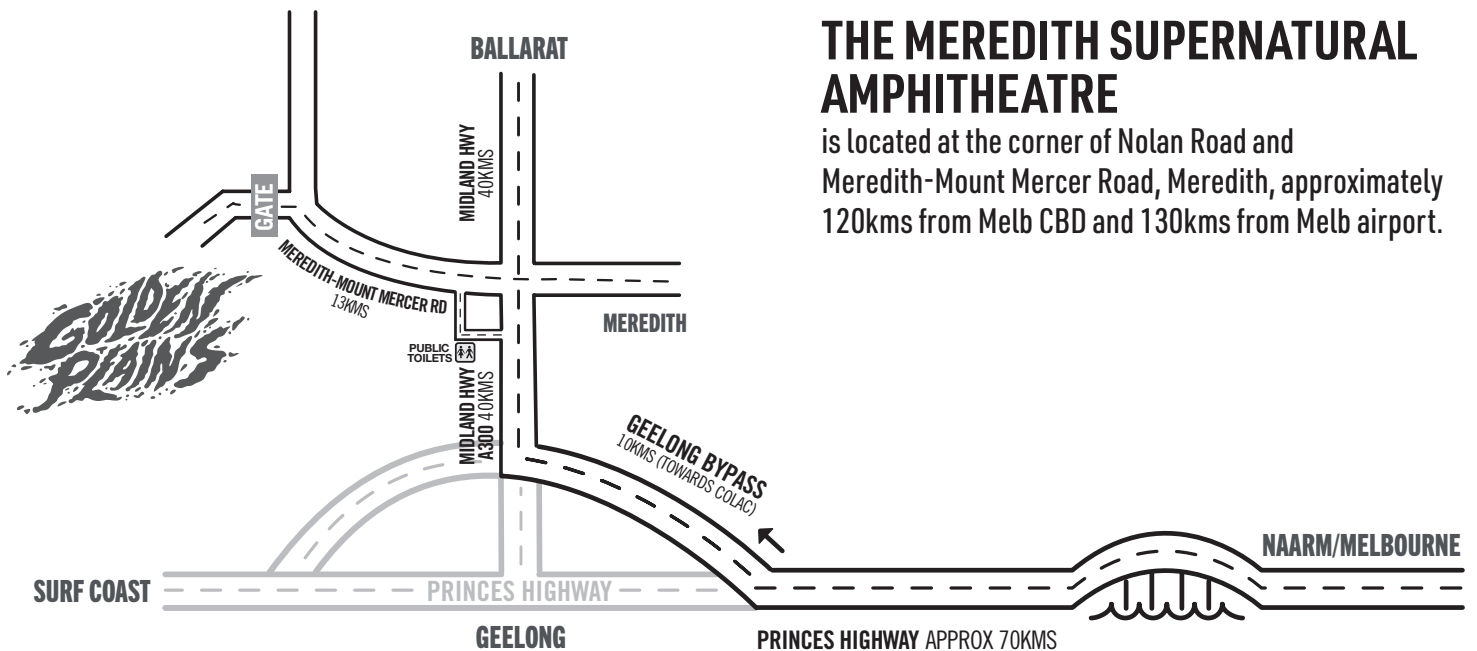 THE MEREDITH SUPERNATURAL
AMPHITHEATRE
is located at the corner of Nolan Road and
Meredith-Mount Mercer Road, Meredith, approximately
120kms from Melb CBD and 130kms from Melb airport.
BALLARAT
MIDLAND HWY
40KMS
GATE
MEREDITH-MOUNT MERCER RD
13KMS
GOLDEN
PLAINS
MEREDITH
PUBLIC
TOILETS
MIDLAND HWY
A300 40KMS
GEELONG BYPASS
10KMS (TOWARDS COLAC)
NAARM/MELBOURNE
SURF COAST
PRINCES HIGHWAY
GEELONG
PRINCES HIGHWAY APPROX 70KMS